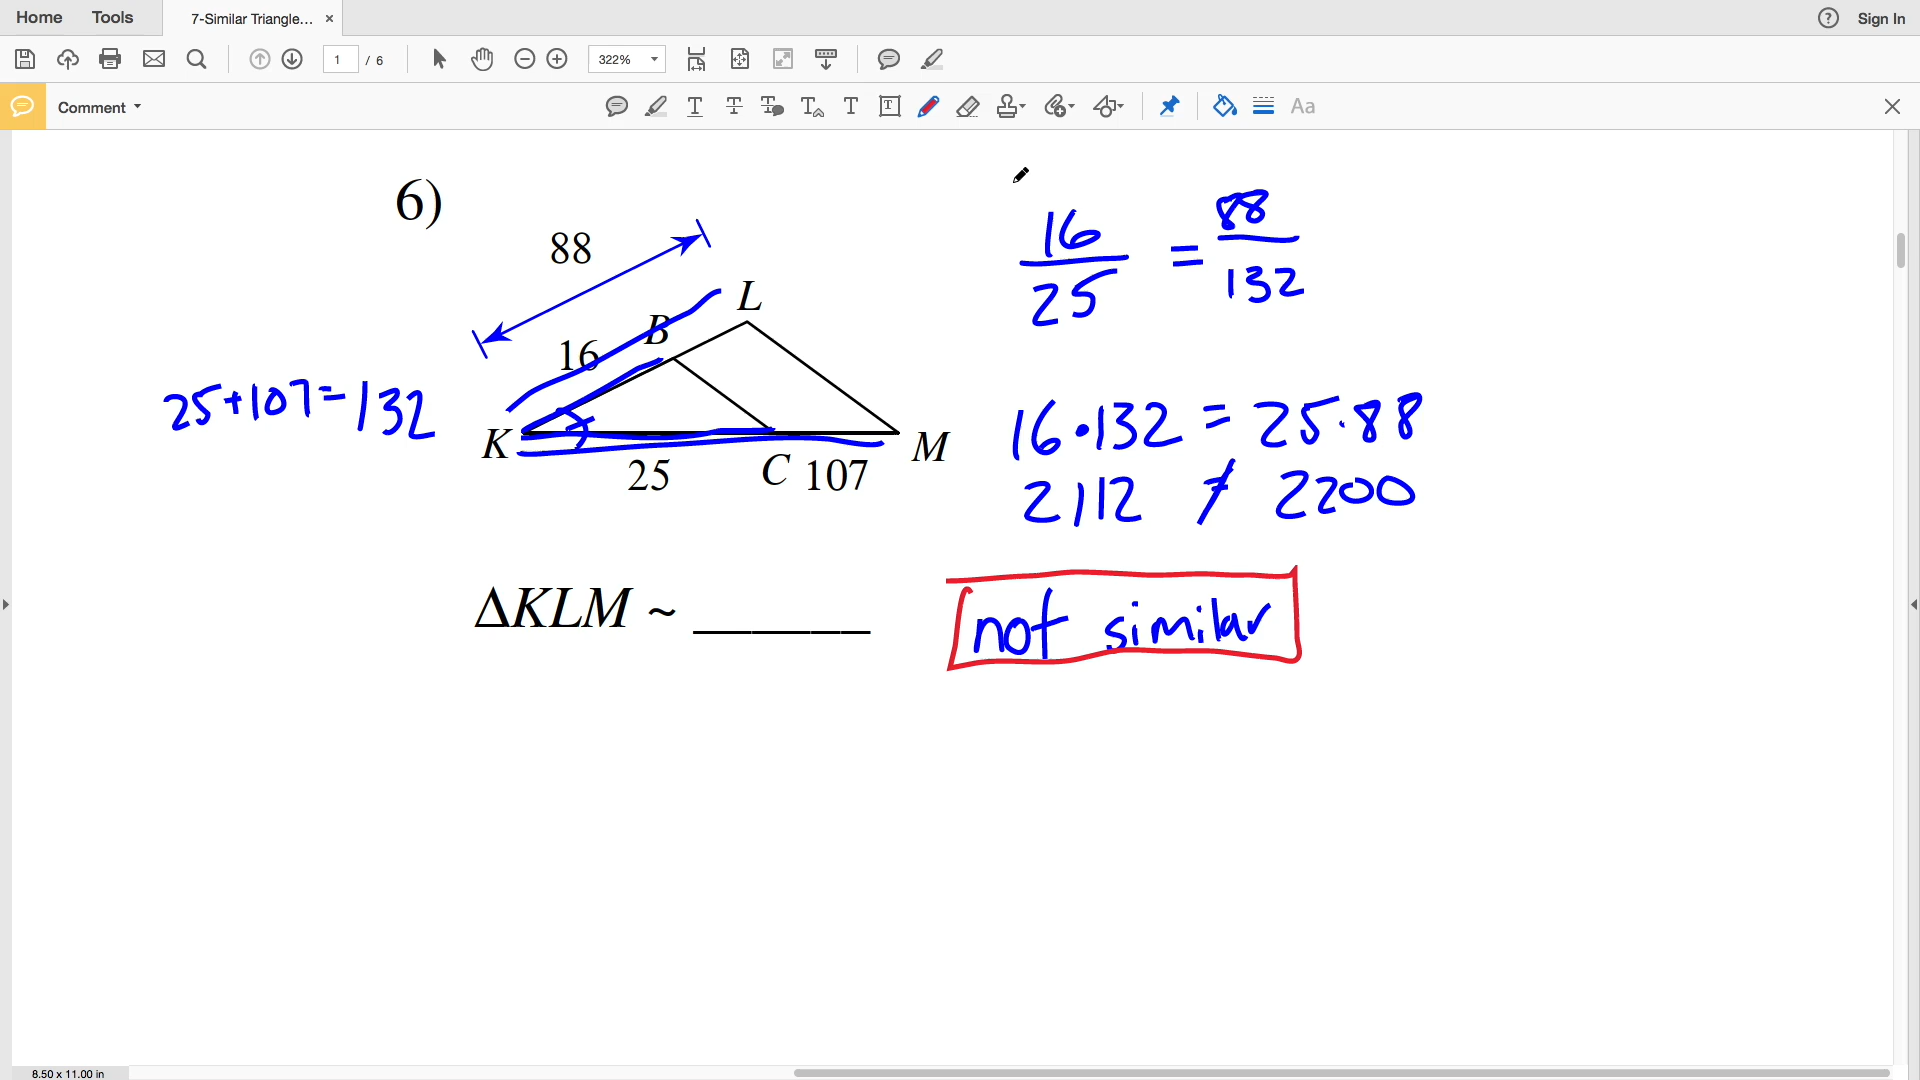 Home Tools 7-Similar Triangle... × ? Sign In
1 / 6 322%
Comment Aa
6)
88
L
B
16
K
25
C
107
M
25+107=132
16/25 = 88/132
16·132 = 25·88
2112 ≠ 2200
ΔKLM ~ ______
not similar
8.50 x 11.00 in